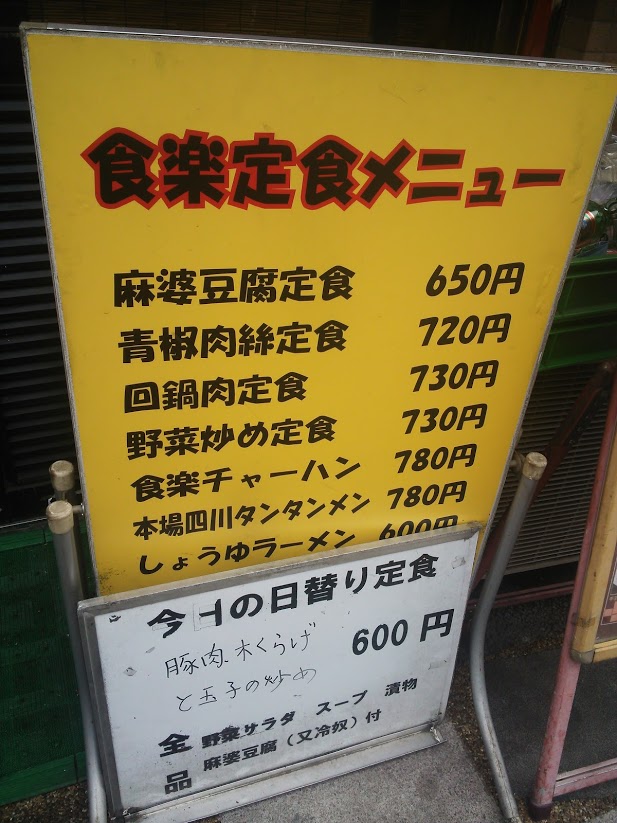 食楽定食メニュー
麻婆豆腐定食 650円
青椒肉絲定食 720円
回鍋肉定食 730円
野菜炒め定食 730円
食楽チャーハン 780円
本場四川タンタンメン 780円
しょうゆラーメン 600円
今日の日替り定食
豚肉、木くらげ 600円
と玉子の炒め
全品 野菜サラダ スープ 漬物
麻婆豆腐(又冷奴)付